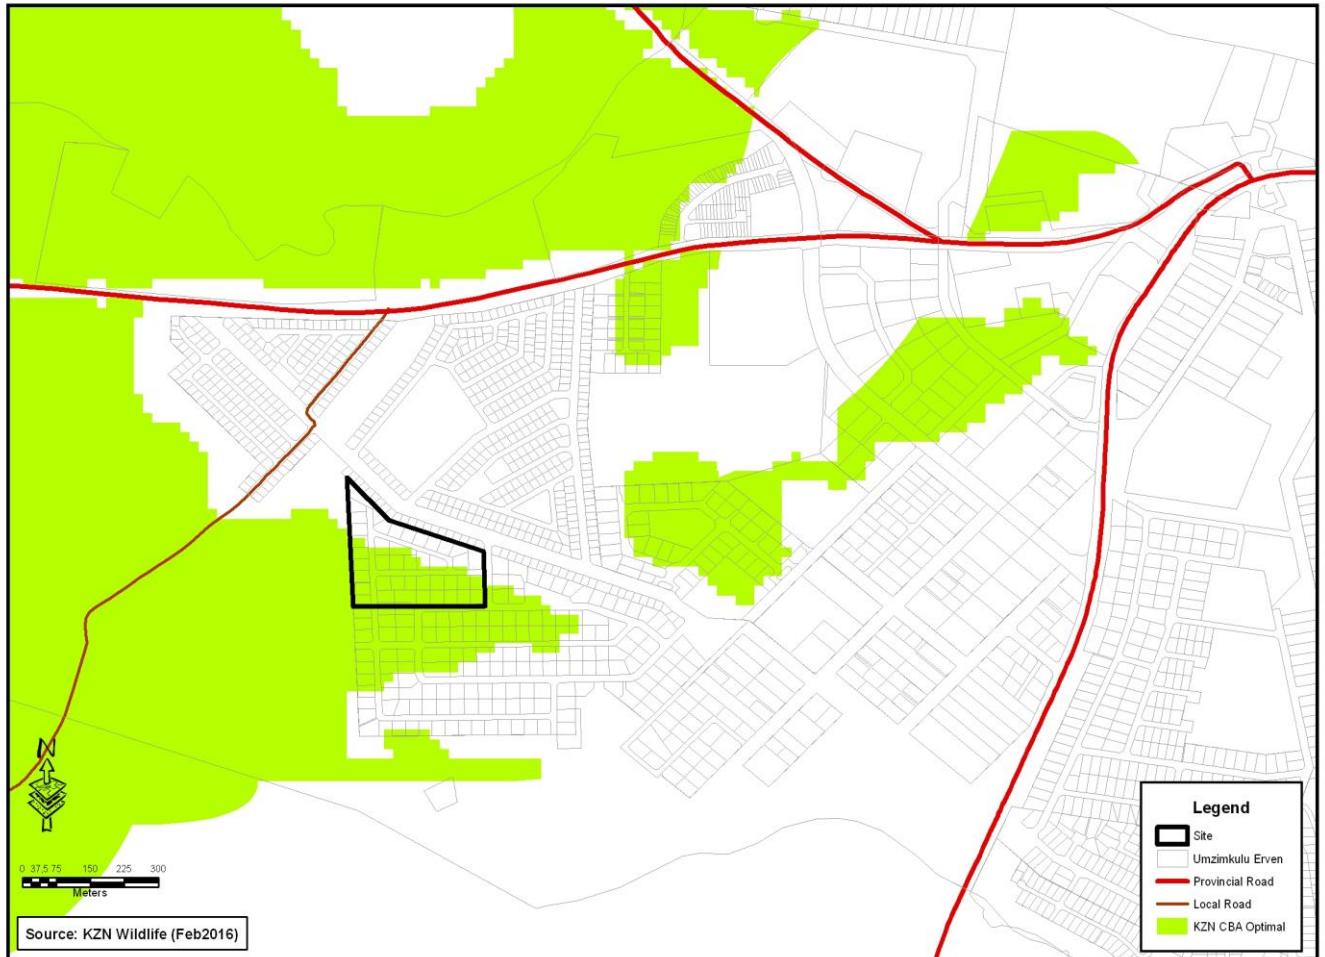 0 37,5 75 150 225 300
Meters
Source: KZN Wildlife (Feb2016)
N
Legend
Site
Umzimkulu Erven
Provincial Road
Local Road
KZN CBA Optimal